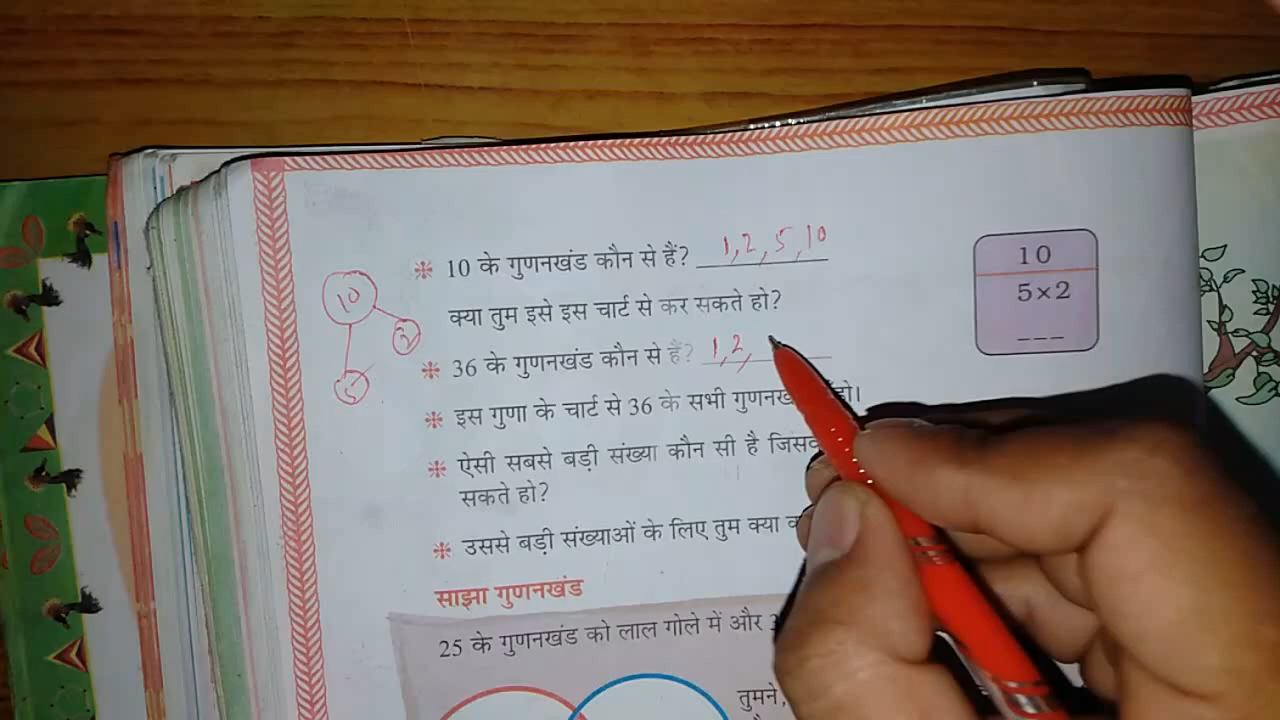 10 के गुणनखंड कौन से हैं? 1, 2, 5, 10
10
क्या तुम इसे इस चार्ट से कर सकते हो?
10
5×2
36 के गुणनखंड कौन से हैं? 1, 2,
इस गुणा के चार्ट से 36 के सभी
ऐसी सबसे बड़ी संख्या कौन सी है
सकते हो?
उससे बड़ी संख्याओं के लिए तुम क्या
साझा गुणनखंड
25 के गुणनखंड को लाल गोले में और
तुमने,